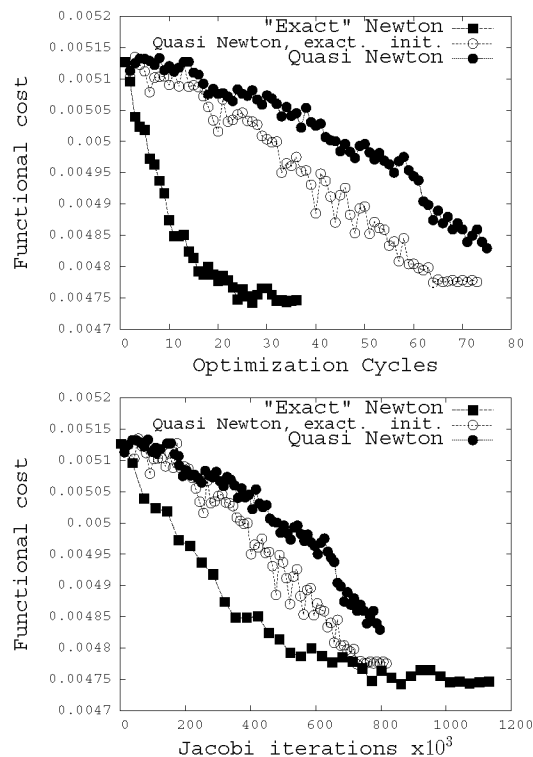 0.0052
0.00515
0.0051
0.00505
0.005
0.00495
0.0049
0.00485
0.0048
0.00475
0.0047
Functional cost
"Exact" Newton
Quasi Newton, exact. init.
Quasi Newton
0 10 20 30 40 50 60 70 80
Optimization Cycles
0.0052
0.00515
0.0051
0.00505
0.005
0.00495
0.0049
0.00485
0.0048
0.00475
0.0047
Functional cost
"Exact" Newton
Quasi Newton, exact. init.
Quasi Newton
0 200 400 600 800 1000 1200
Jacobi iterations x10³